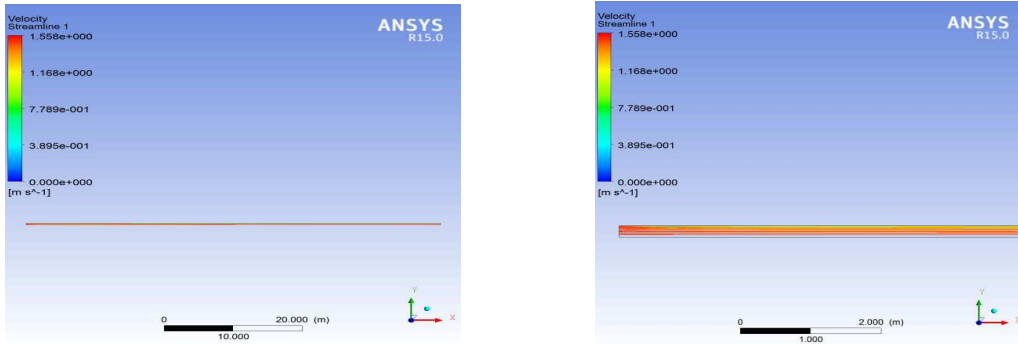 Velocity
Streamline 1
1.558e+000
1.168e+000
7.789e-001
3.895e-001
0.000e+000
[m s^-1]
ANSYS
R15.0
Y
X
0
20.000 (m)
10.000
Velocity
Streamline 1
1.558e+000
1.168e+000
7.789e-001
3.895e-001
0.000e+000
[m s^-1]
ANSYS
R15.0
Y
X
0
2.000 (m)
1.000